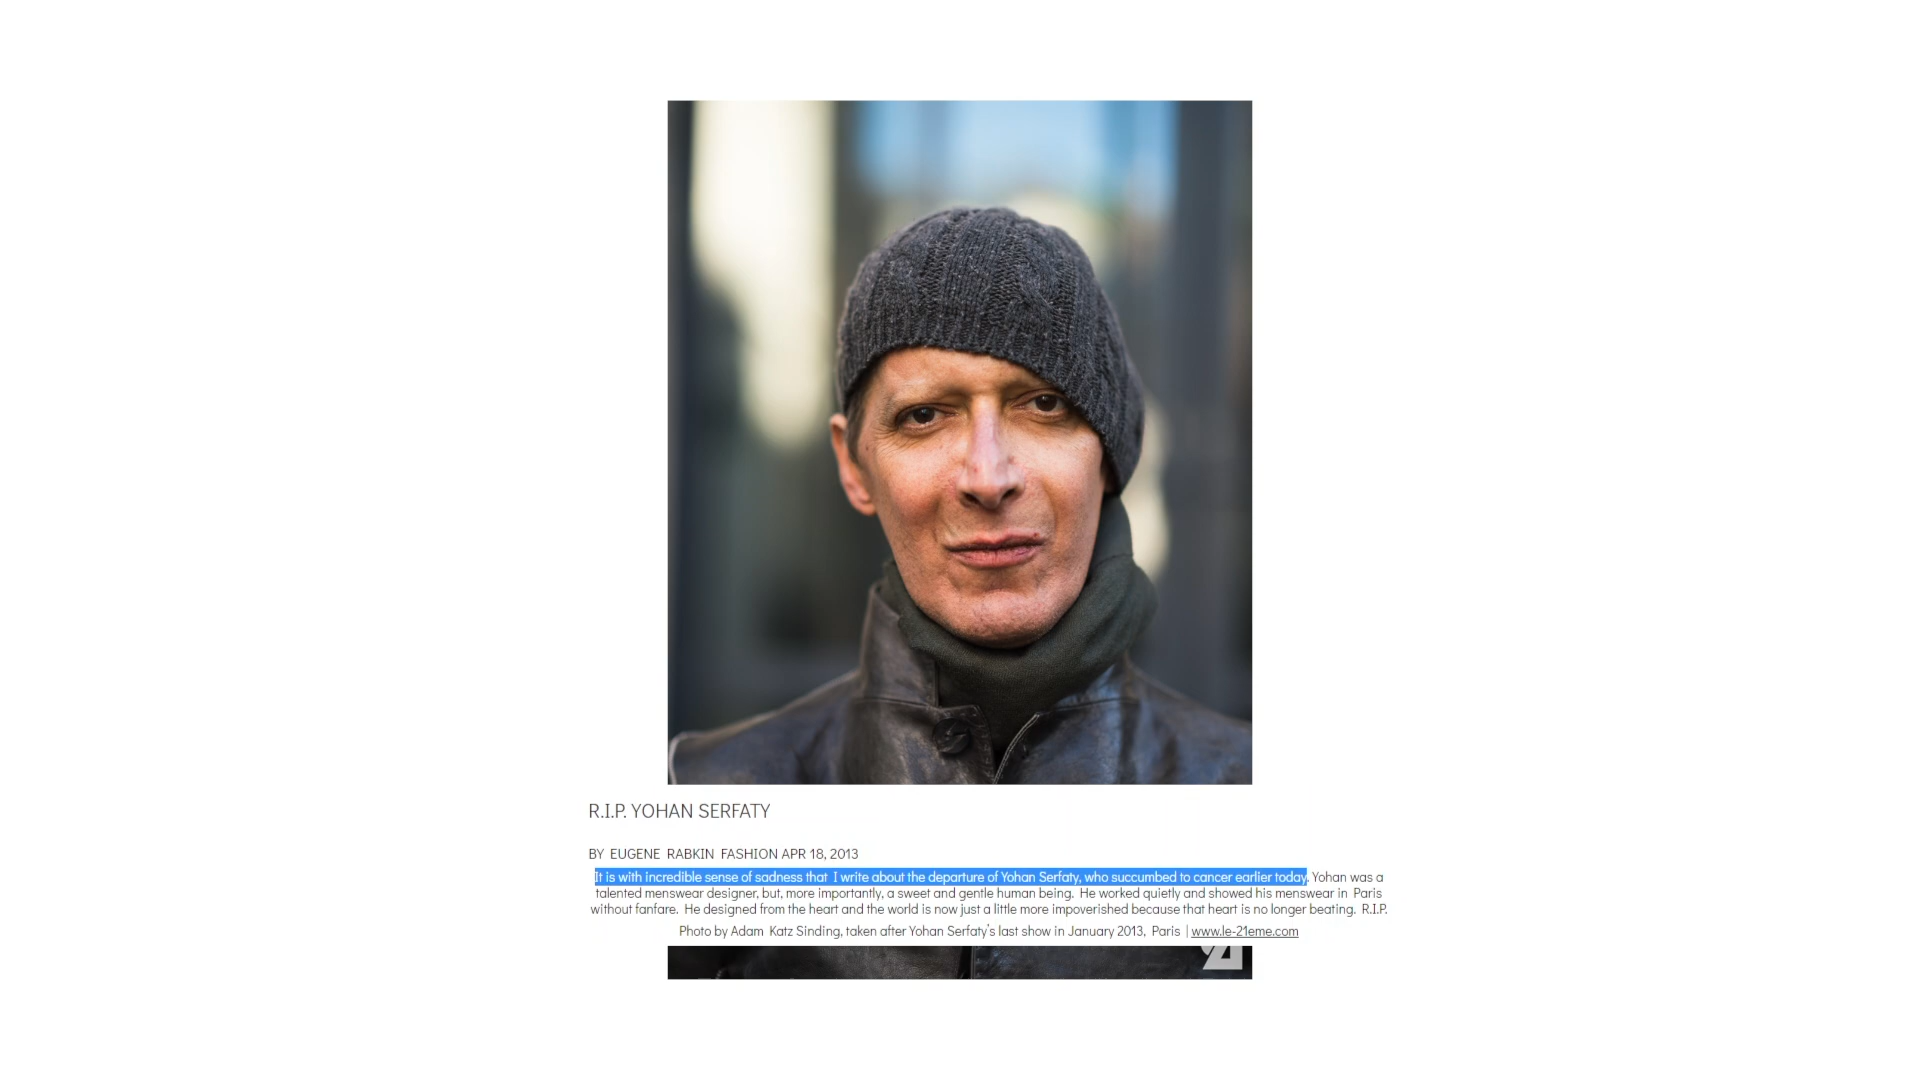 R.I.P. YOHAN SERFATY
BY EUGENE RABKIN FASHION APR 18, 2013
It is with incredible sense of sadness that I write about the departure of Yohan Serfaty, who succumbed to cancer earlier today. Yohan was a
talented menswear designer, but, more importantly, a sweet and gentle human being. He worked quietly and showed his menswear in Paris
without fanfare. He designed from the heart and the world is now just a little more impoverished because that heart is no longer beating. R.I.P.
Photo by Adam Katz Sinding, taken after Yohan Serfaty's last show in January 2013, Paris | www.le-21eme.com